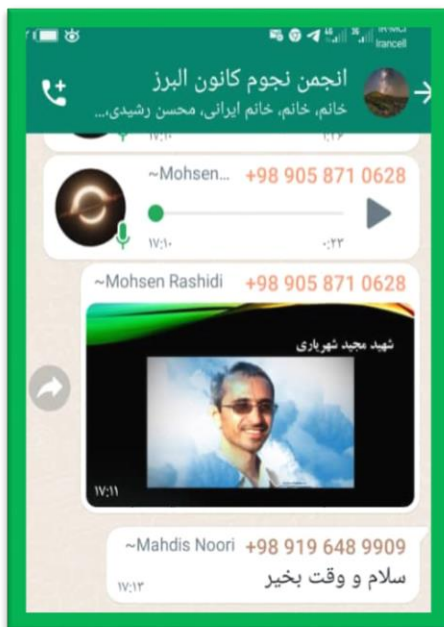 Irancell
انجمن نجوم کانون البرز
خانم، خانم، خانم ایرانی، محسن رشیدی،...
~Mohsen... +98 905 871 0628
۱۷:۱۰ ۰:۲۳
~Mohsen Rashidi +98 905 871 0628
شهید مجید شهریاری
۱۷:۱۱
~Mahdis Noori +98 919 648 9909
سلام و وقت بخیر
۱۷:۱۳